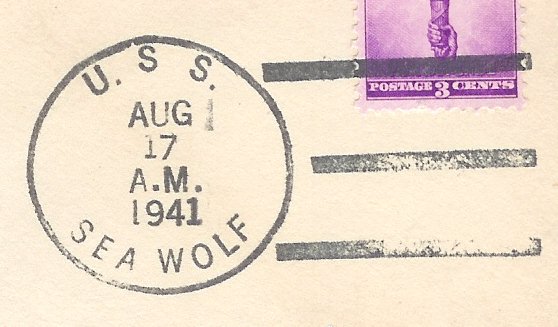 U. S. S.
AUG
17
A.M.
1941
SEA WOLF
POSTAGE 3 CENTS